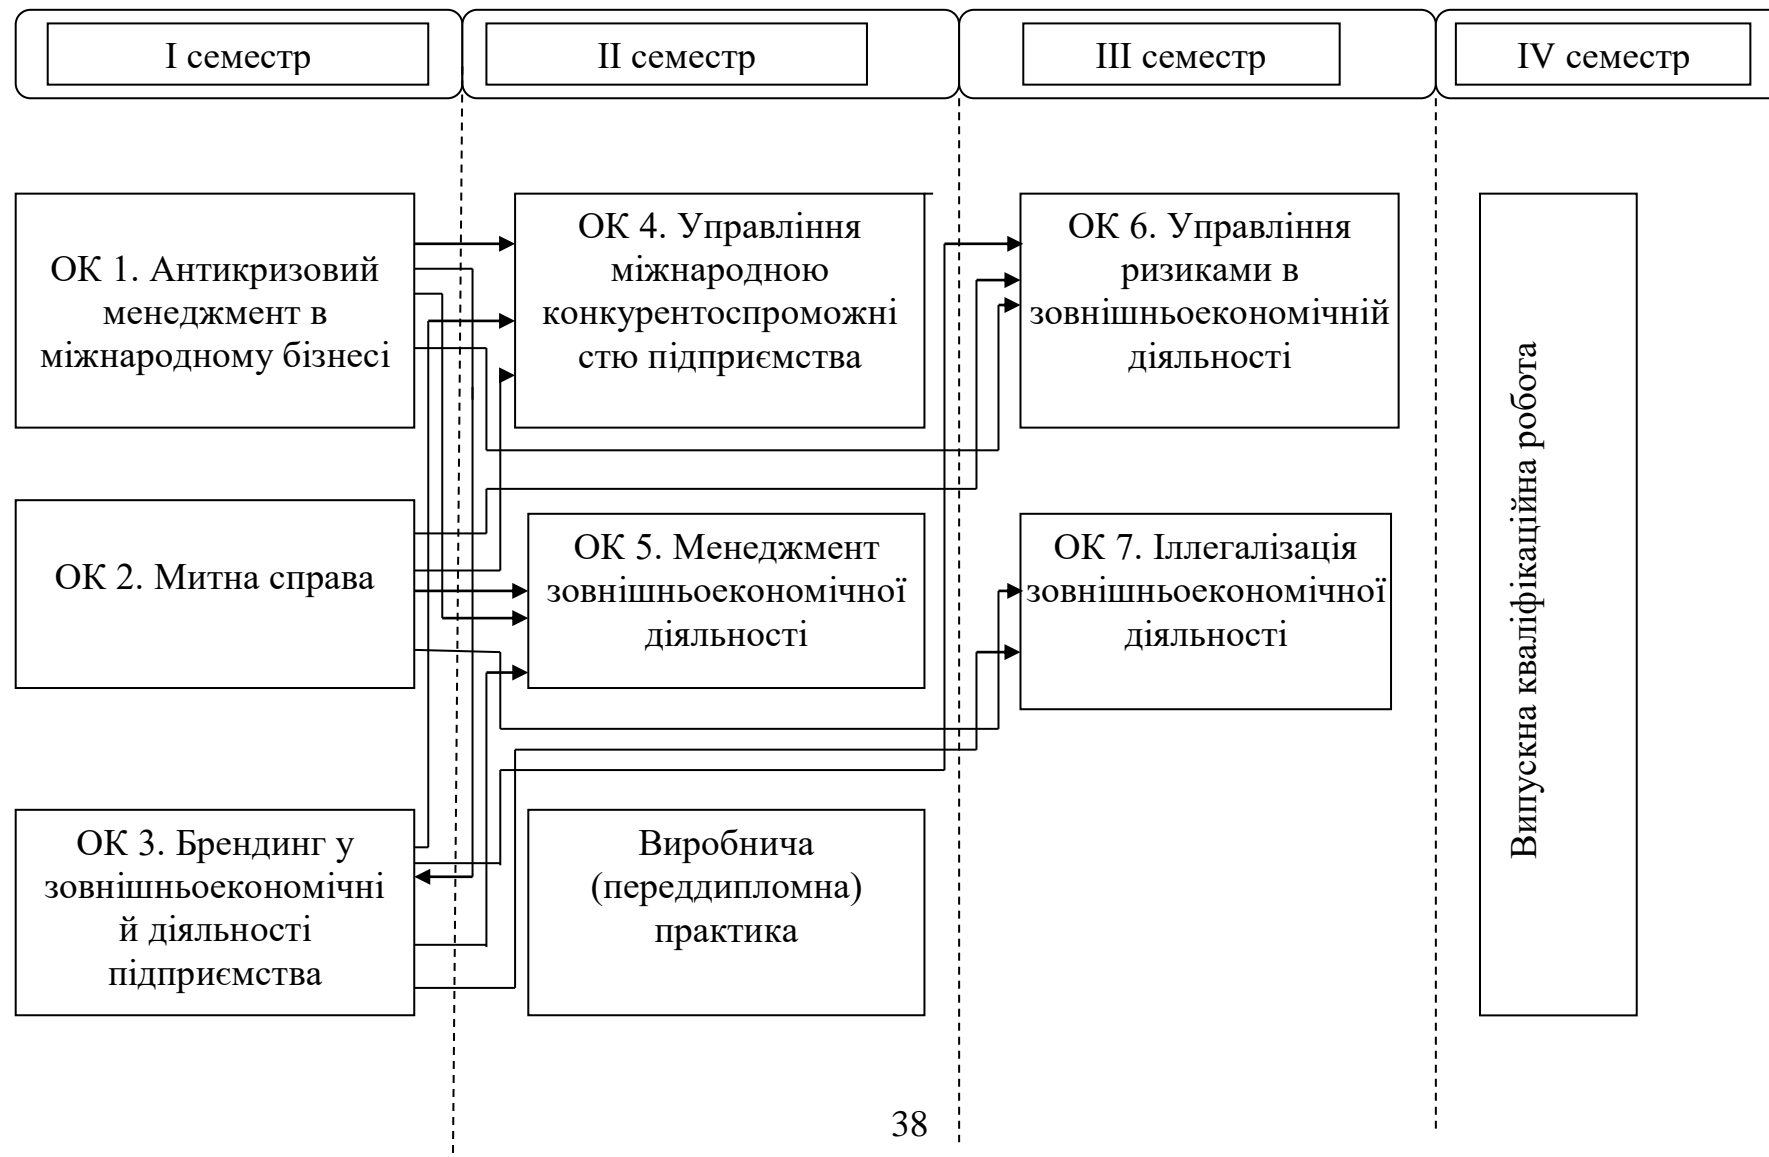 I семестр
II семестр
III семестр
IV семестр
ОК 1. Антикризовий
менеджмент в
міжнародному бізнесі
ОК 4. Управління
міжнародною
конкурентоспроможні
стю підприємства
ОК 6. Управління
ризиками в
зовнішньоекономічній
діяльності
ОК 2. Митна справа
ОК 5. Менеджмент
зовнішньоекономічної
діяльності
ОК 7. Іллегалізація
зовнішньоекономічної
діяльності
ОК 3. Брендинг у
зовнішньоекономічні
й діяльності
підприємства
Виробнича
(переддипломна)
практика
Випускна кваліфікаційна робота
38